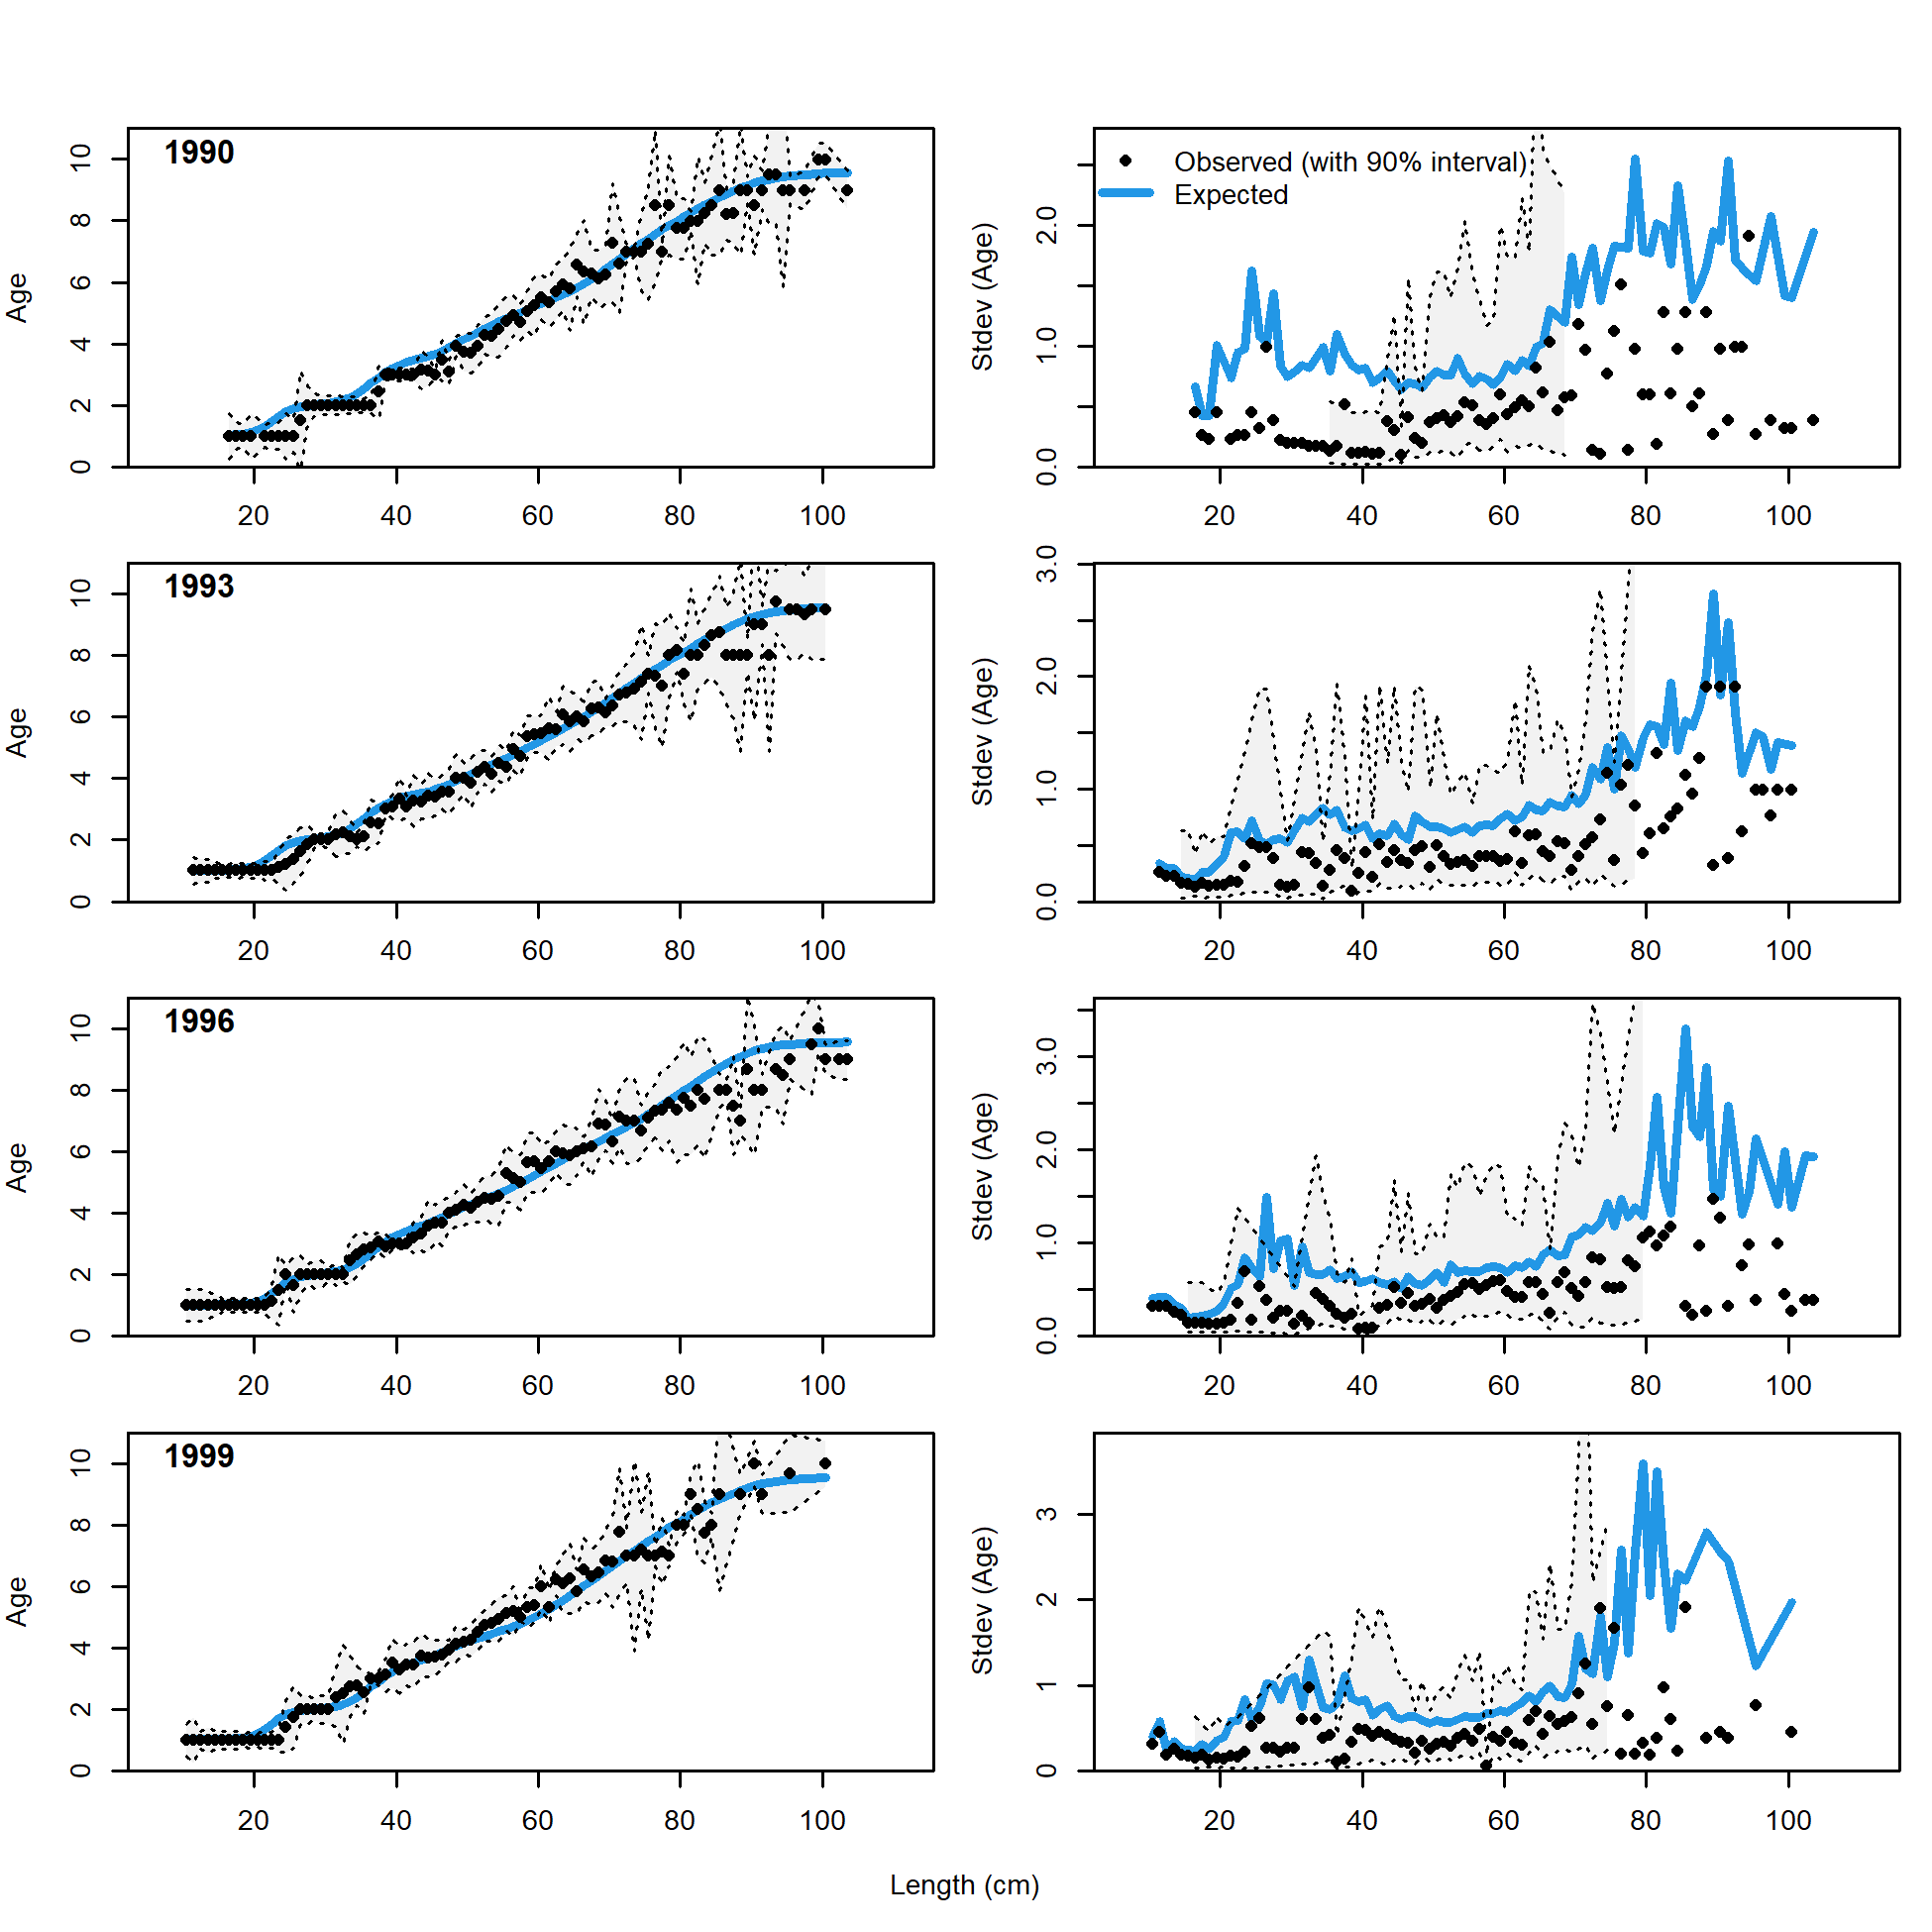 1990
Age
0 2 4 6 8 10
20 40 60 80 100
Observed (with 90% interval)
Expected
Stdev (Age)
0.0 1.0 2.0
20 40 60 80 100
1993
Age
0 2 4 6 8 10
20 40 60 80 100
Stdev (Age)
0.0 1.0 2.0 3.0
20 40 60 80 100
1996
Age
0 2 4 6 8 10
20 40 60 80 100
Stdev (Age)
0.0 1.0 2.0 3.0
20 40 60 80 100
1999
Age
0 2 4 6 8 10
20 40 60 80 100
Stdev (Age)
0 1 2 3
20 40 60 80 100
Length (cm)